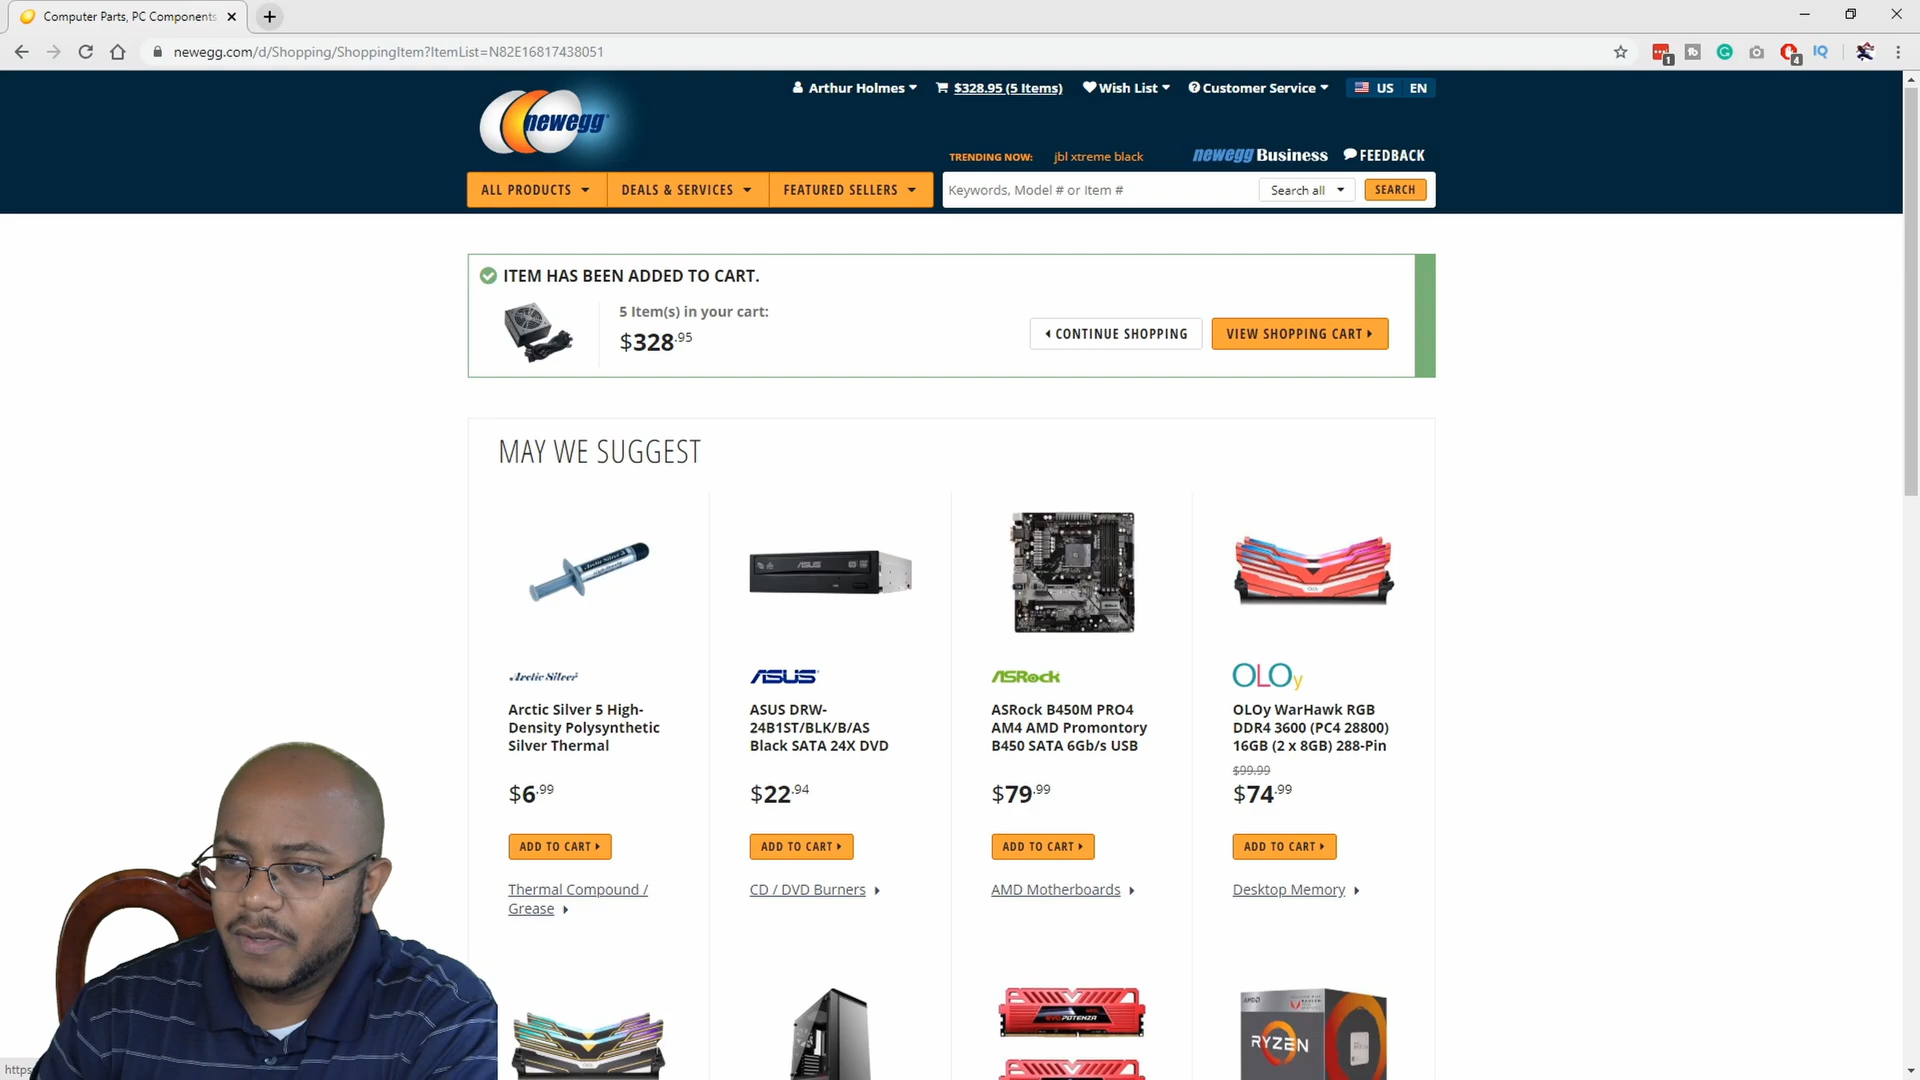 Computer Parts, PC Components
newegg.com/d/Shopping/ShoppingItem?ItemList=N82E16817438051
1
4
IQ
newegg
Arthur Holmes
$328.95 (5 Items)
Wish List
Customer Service
US
EN
TRENDING NOW:
jbl xtreme black
newegg Business
FEEDBACK
ALL PRODUCTS
DEALS & SERVICES
FEATURED SELLERS
Keywords, Model # or Item #
Search all
SEARCH
ITEM HAS BEEN ADDED TO CART.
5 Item(s) in your cart:
$328.95
CONTINUE SHOPPING
VIEW SHOPPING CART
MAY WE SUGGEST
Arctic Silver
Arctic Silver 5 High-
Density Polysynthetic
Silver Thermal
$6.99
ADD TO CART
Thermal Compound /
Grease
ASUS
ASUS
ASUS DRW-
24B1ST/BLK/B/AS
Black SATA 24X DVD
$22.94
ADD TO CART
CD / DVD Burners
ASRock
ASRock B450M PRO4
AM4 AMD Promontory
B450 SATA 6Gb/s USB
$79.99
ADD TO CART
AMD Motherboards
OLOy
OLOy WarHawk RGB
DDR4 3600 (PC4 28800)
16GB (2 x 8GB) 288-Pin
$99.99
$74.99
ADD TO CART
Desktop Memory
POTENZA
AMD
RYZEN
https